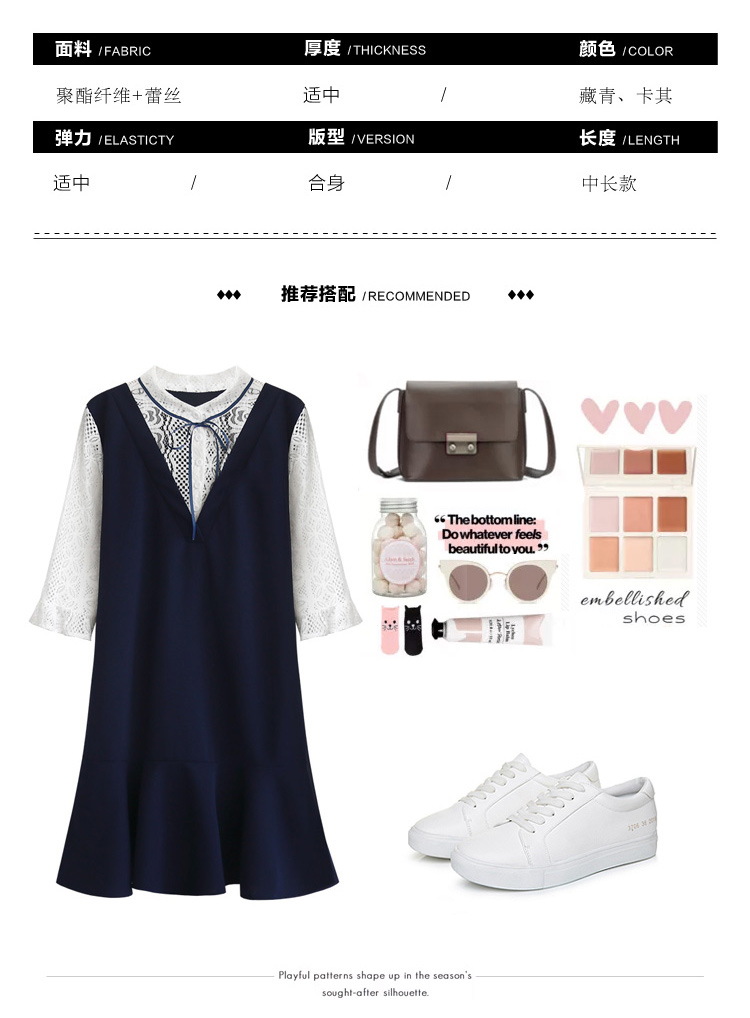 面料 /FABRIC 厚度 /THICKNESS 颜色 /COLOR
聚酯纤维+蕾丝 适中 / 藏青、卡其
弹力 /ELASTICTY 版型 /VERSION 长度 /LENGTH
适中 / 合身 / 中长款
推荐搭配 /RECOMMENDED
“The bottom line:
Do whatever feels
beautiful to you.”
embellished
shoes
Lip Balm
Playful patterns shape up in the season's
sought-after silhouette.